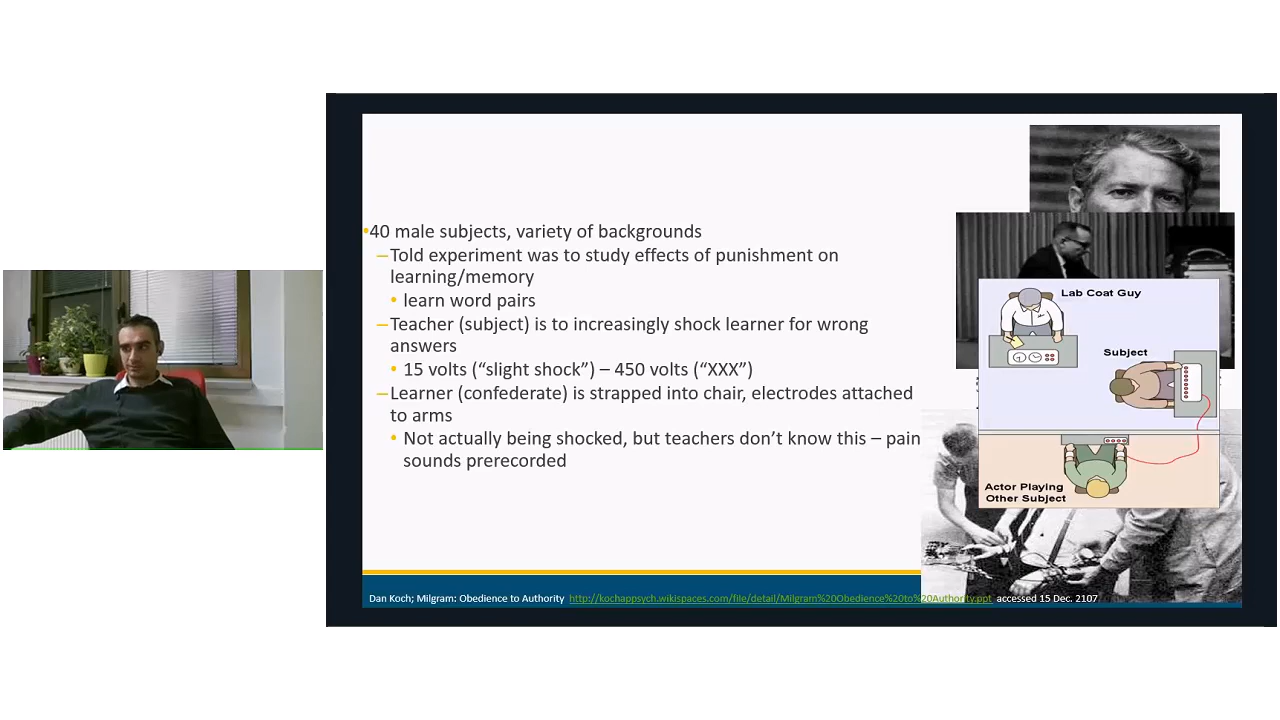 •40 male subjects, variety of backgrounds
–Told experiment was to study effects of punishment on
learning/memory
• learn word pairs
–Teacher (subject) is to increasingly shock learner for wrong
answers
• 15 volts (“slight shock”) – 450 volts (“XXX”)
–Learner (confederate) is strapped into chair, electrodes attached
to arms
• Not actually being shocked, but teachers don’t know this – pain
sounds prerecorded
Lab Coat Guy
Subject
Actor Playing
Other Subject
Dan Koch; Milgram: Obedience to Authority http://kochappsych.wikispaces.com/file/detail/Milgram%20Obedience%20to%20Authority.ppt accessed 15 Dec. 2107